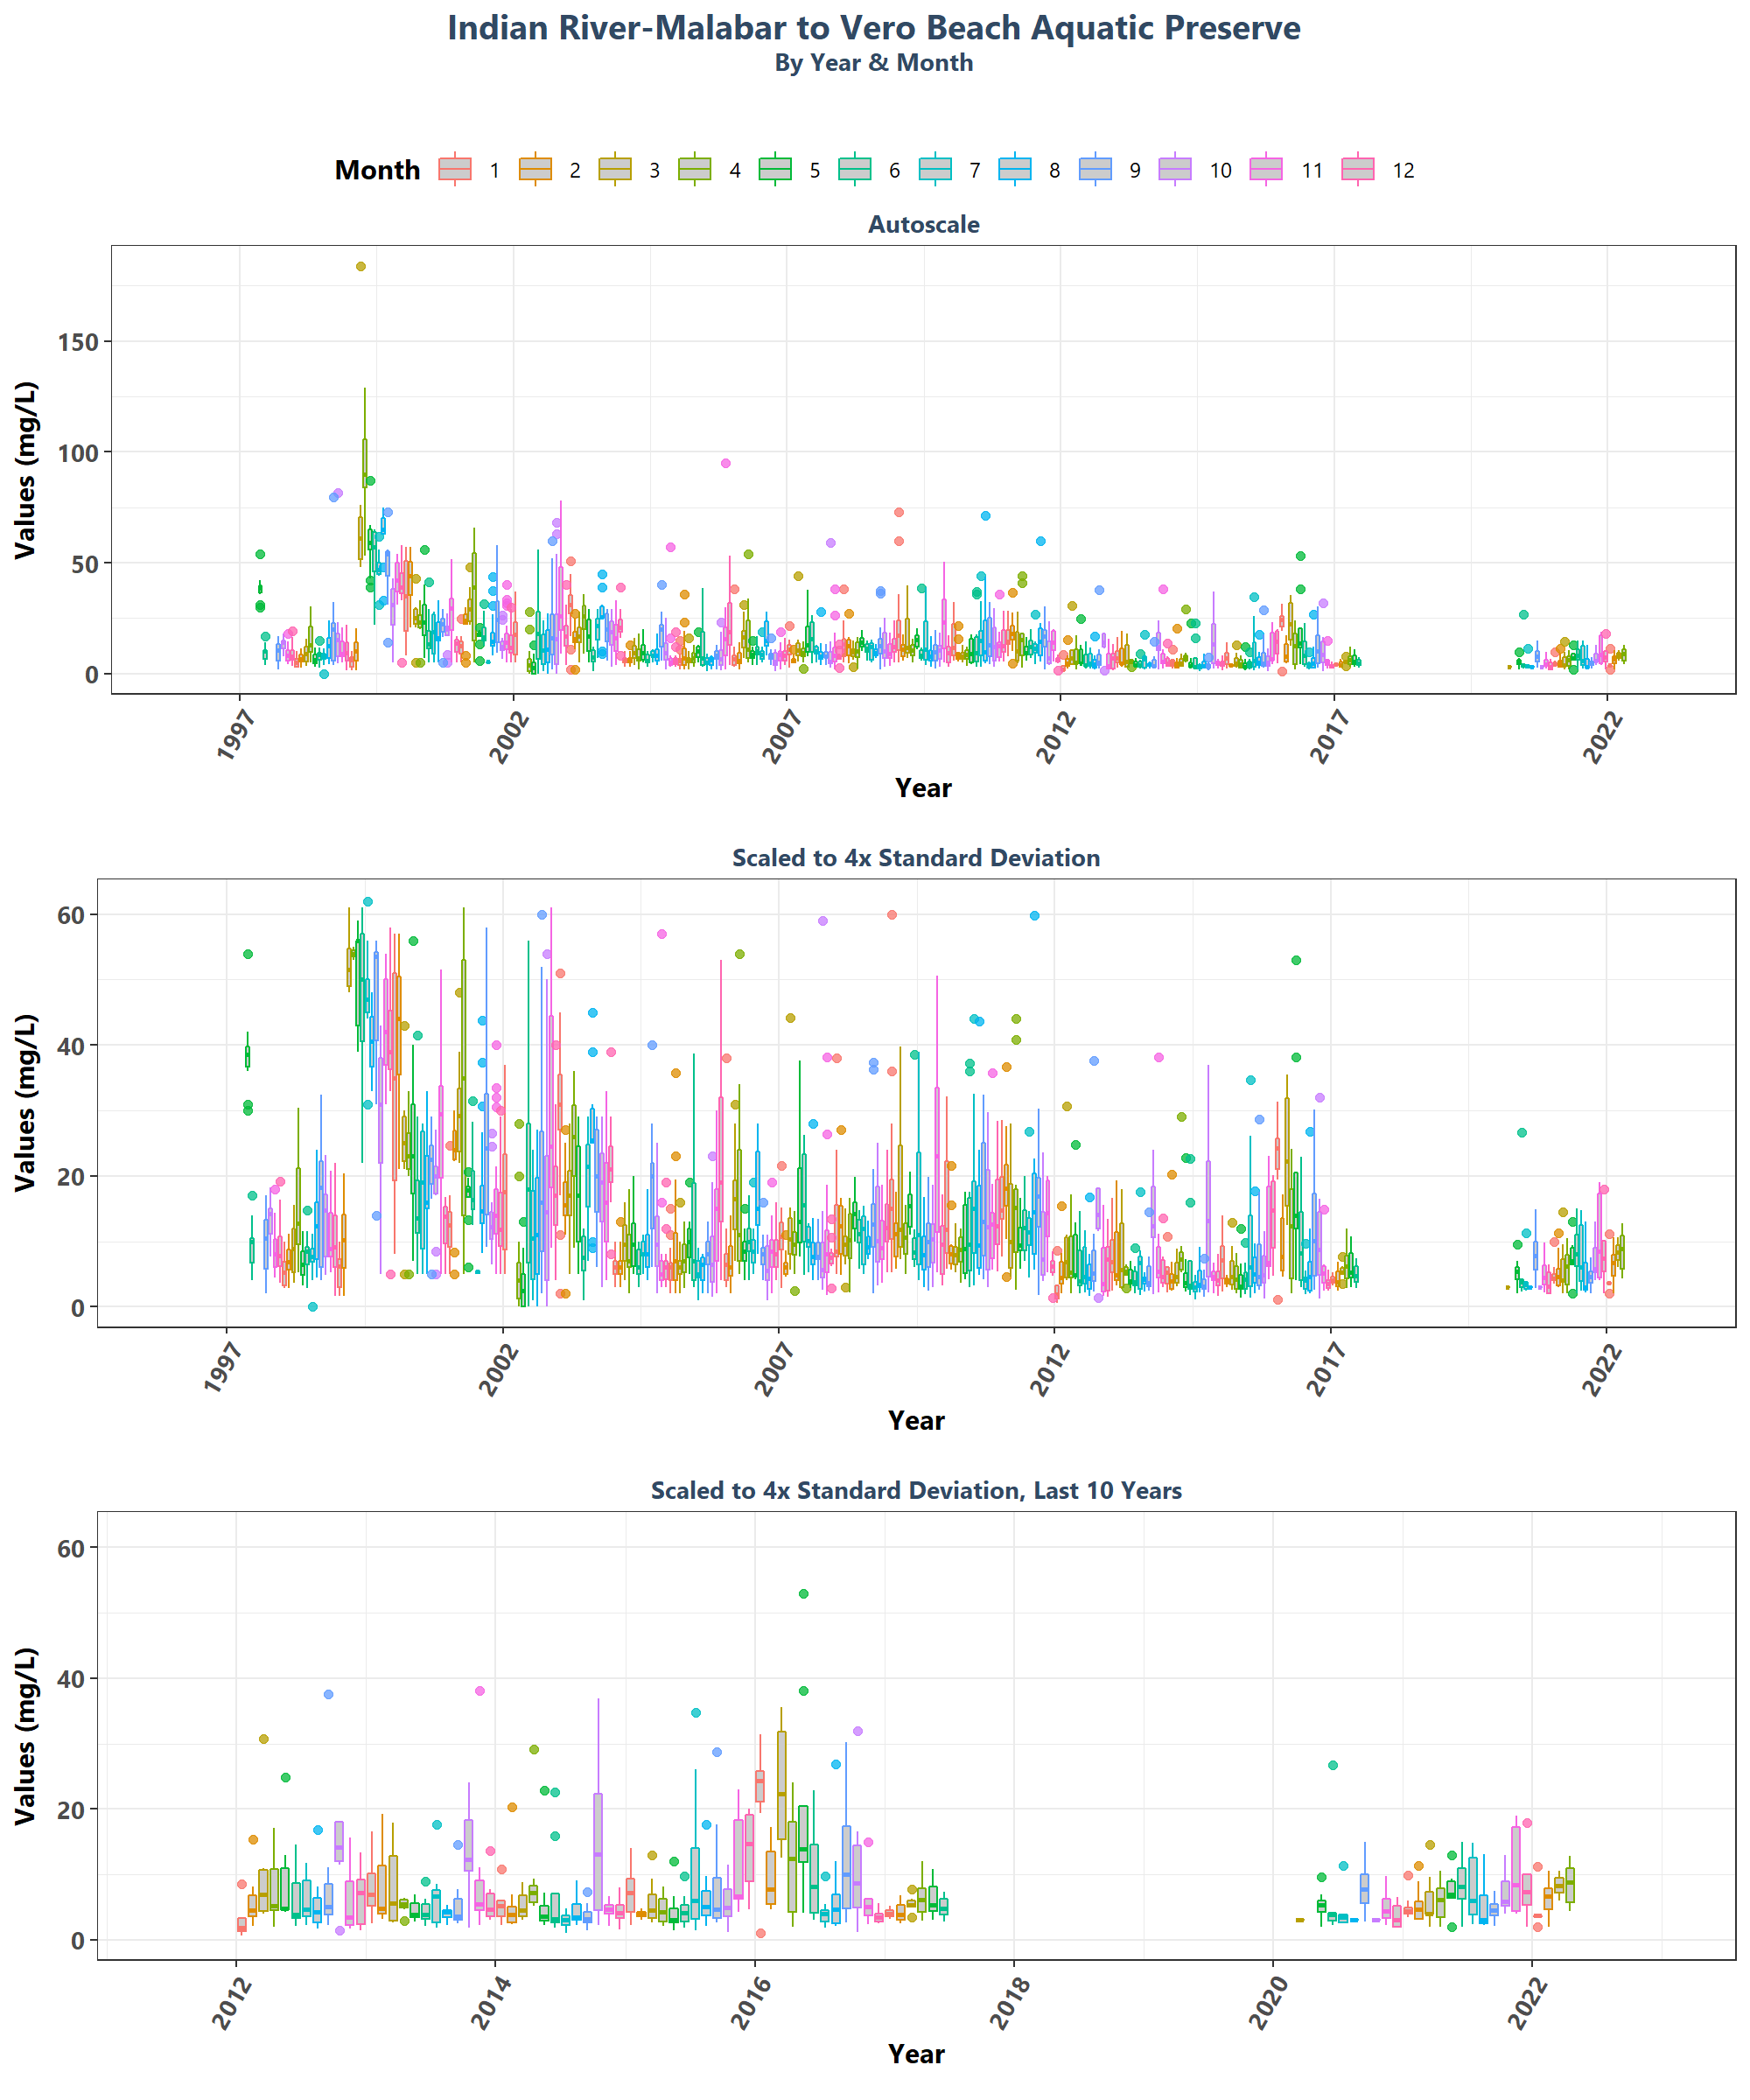 Indian River-Malabar to Vero Beach Aquatic Preserve
By Year & Month
Month 1 2 3 4 5 6 7 8 9 10 11 12
Autoscale
Values (mg/L)
150
100
50
0
1997 2002 2007 2012 2017 2022
Year
Scaled to 4x Standard Deviation
Values (mg/L)
60
40
20
0
1997 2002 2007 2012 2017 2022
Year
Scaled to 4x Standard Deviation, Last 10 Years
Values (mg/L)
60
40
20
0
2012 2014 2016 2018 2020 2022
Year